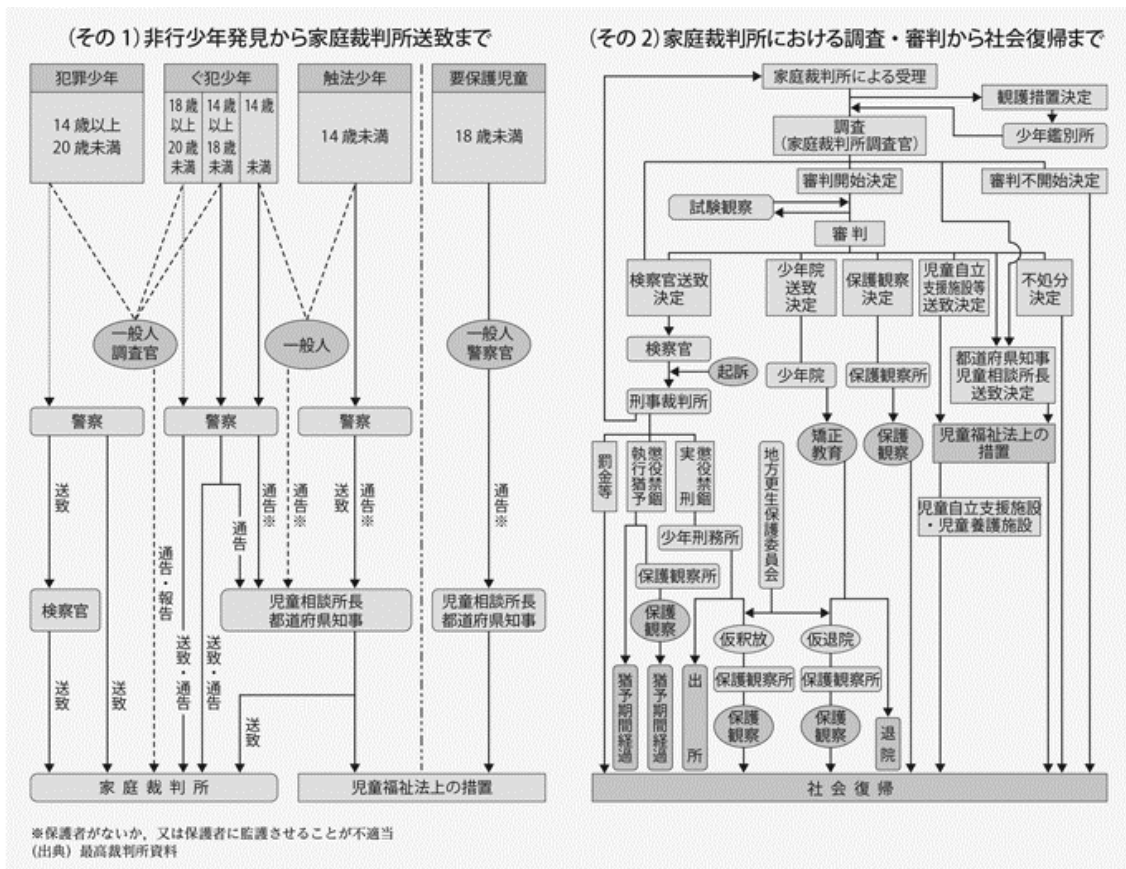 (その1)非行少年発見から家庭裁判所送致まで
犯罪少年
14歳以上
20歳未満
ぐ犯少年
18歳
以上
20歳
未満
14歳
以上
18歳
未満
14歳
未満
触法少年
14歳未満
要保護児童
18歳未満
一般人
調査官
一般人
一般人
警察官
警察
警察
警察
送致
通告※
通告※
送致
通告※
通告※
通告
通告・報告
検察官
児童相談所長
都道府県知事
児童相談所長
都道府県知事
送致・通告
送致・通告
送致
送致
送致
家庭裁判所
児童福祉法上の措置
※保護者がないか,又は保護者に監護させることが不適当
(出典)最高裁判所資料
(その2)家庭裁判所における調査・審判から社会復帰まで
家庭裁判所による受理
観護措置決定
調査
(家庭裁判所調査官)
少年鑑別所
審判開始決定
審判不開始決定
試験観察
審判
検察官送致
決定
少年院
送致
決定
保護観察
決定
児童自立
支援施設等
送致決定
不処分
決定
検察官
起訴
少年院
保護観察所
都道府県知事
児童相談所長
送致決定
刑事裁判所
矯正
教育
保護
観察
児童福祉法上の
措置
罰金等
懲役禁錮
執行猶予
懲役禁錮
実刑
地方更生保護委員会
児童自立支援施設
・児童養護施設
少年刑務所
保護観察所
保護
観察
仮釈放
仮退院
猶予期間経過
猶予期間経過
出所
保護観察所
保護観察所
保護
観察
保護
観察
退院
社会復帰